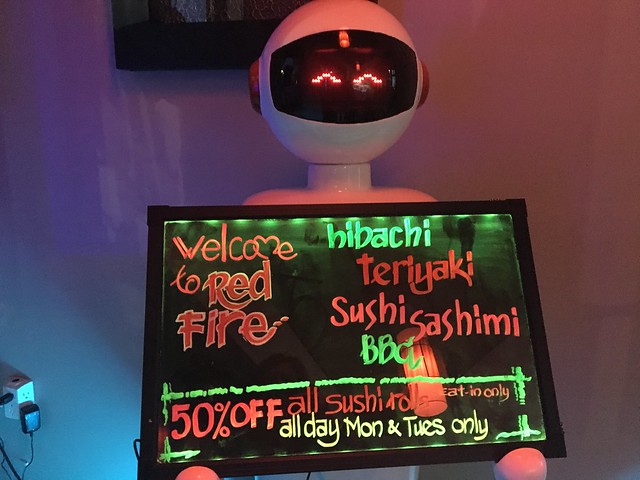 Welcome
to Red
Fire
hibachi
teriyaki
Sushi sashimi
BBQ
50% OFF all sushi rolls eat-in only
all day Mon & Tues only